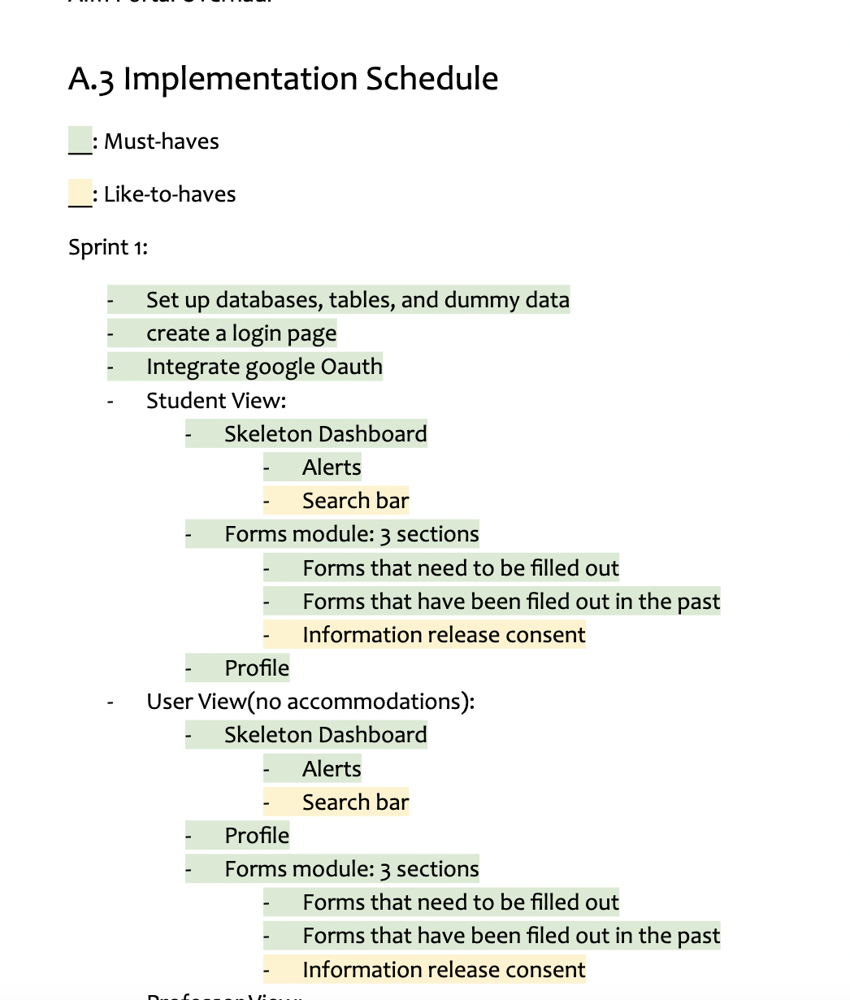 A.3 Implementation Schedule
__: Must-haves
__: Like-to-haves
Sprint 1:
- Set up databases, tables, and dummy data
- create a login page
- Integrate google Oauth
- Student View:
- Skeleton Dashboard
- Alerts
- Search bar
- Forms module: 3 sections
- Forms that need to be filled out
- Forms that have been filed out in the past
- Information release consent
- Profile
- User View(no accommodations):
- Skeleton Dashboard
- Alerts
- Search bar
- Profile
- Forms module: 3 sections
- Forms that need to be filled out
- Forms that have been filed out in the past
- Information release consent
Professor View: